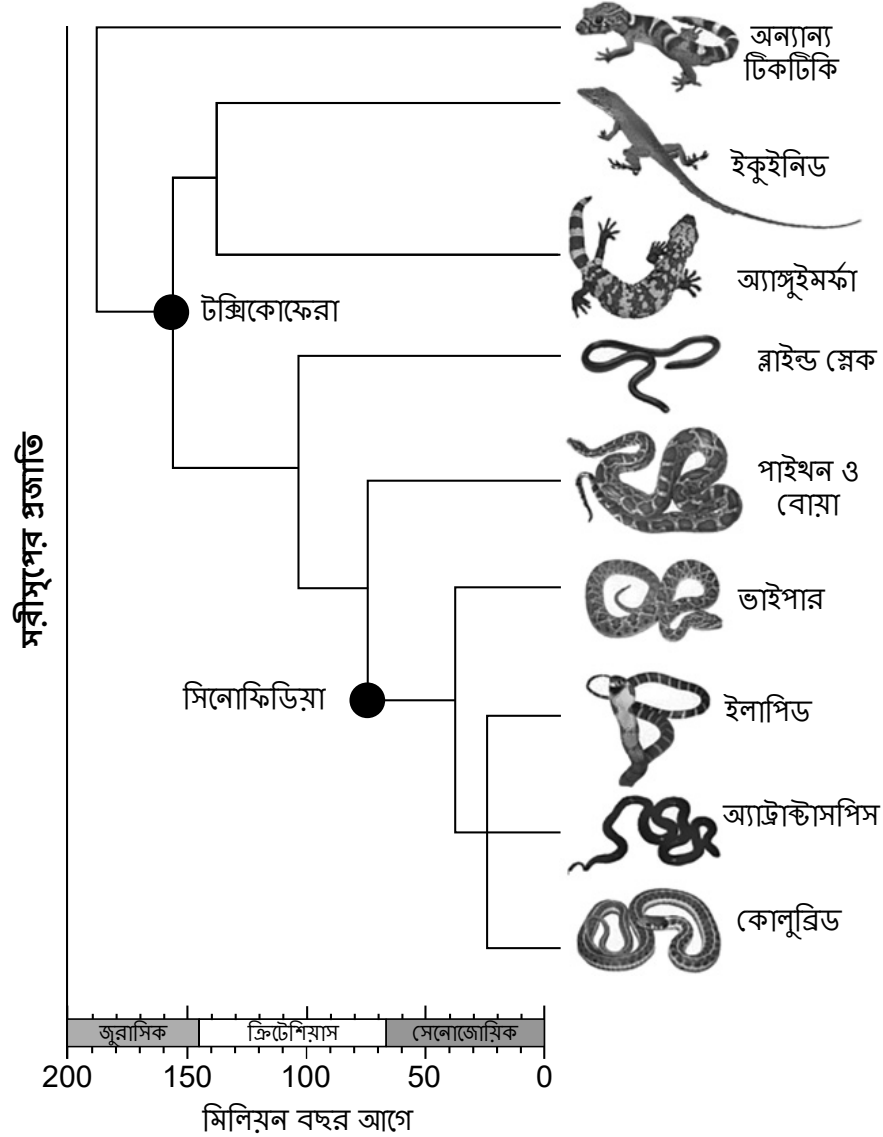 অন্যান্য
টিকটিকি
ইকুইনিড
অ্যাঙ্গুইমর্ফা
টক্সিকোফেরা
ব্লাইন্ড স্নেক
পাইথন ও
বোয়া
সরীসৃপের প্রজাতি
ভাইপার
সিনোফিডিয়া
ইলাপিড
অ্যাট্রাক্টাসপিস
কোলুব্রিড
জুরাসিক ক্রিটেশিয়াস সেনোজোয়িক
200 150 100 50 0
মিলিয়ন বছর আগে